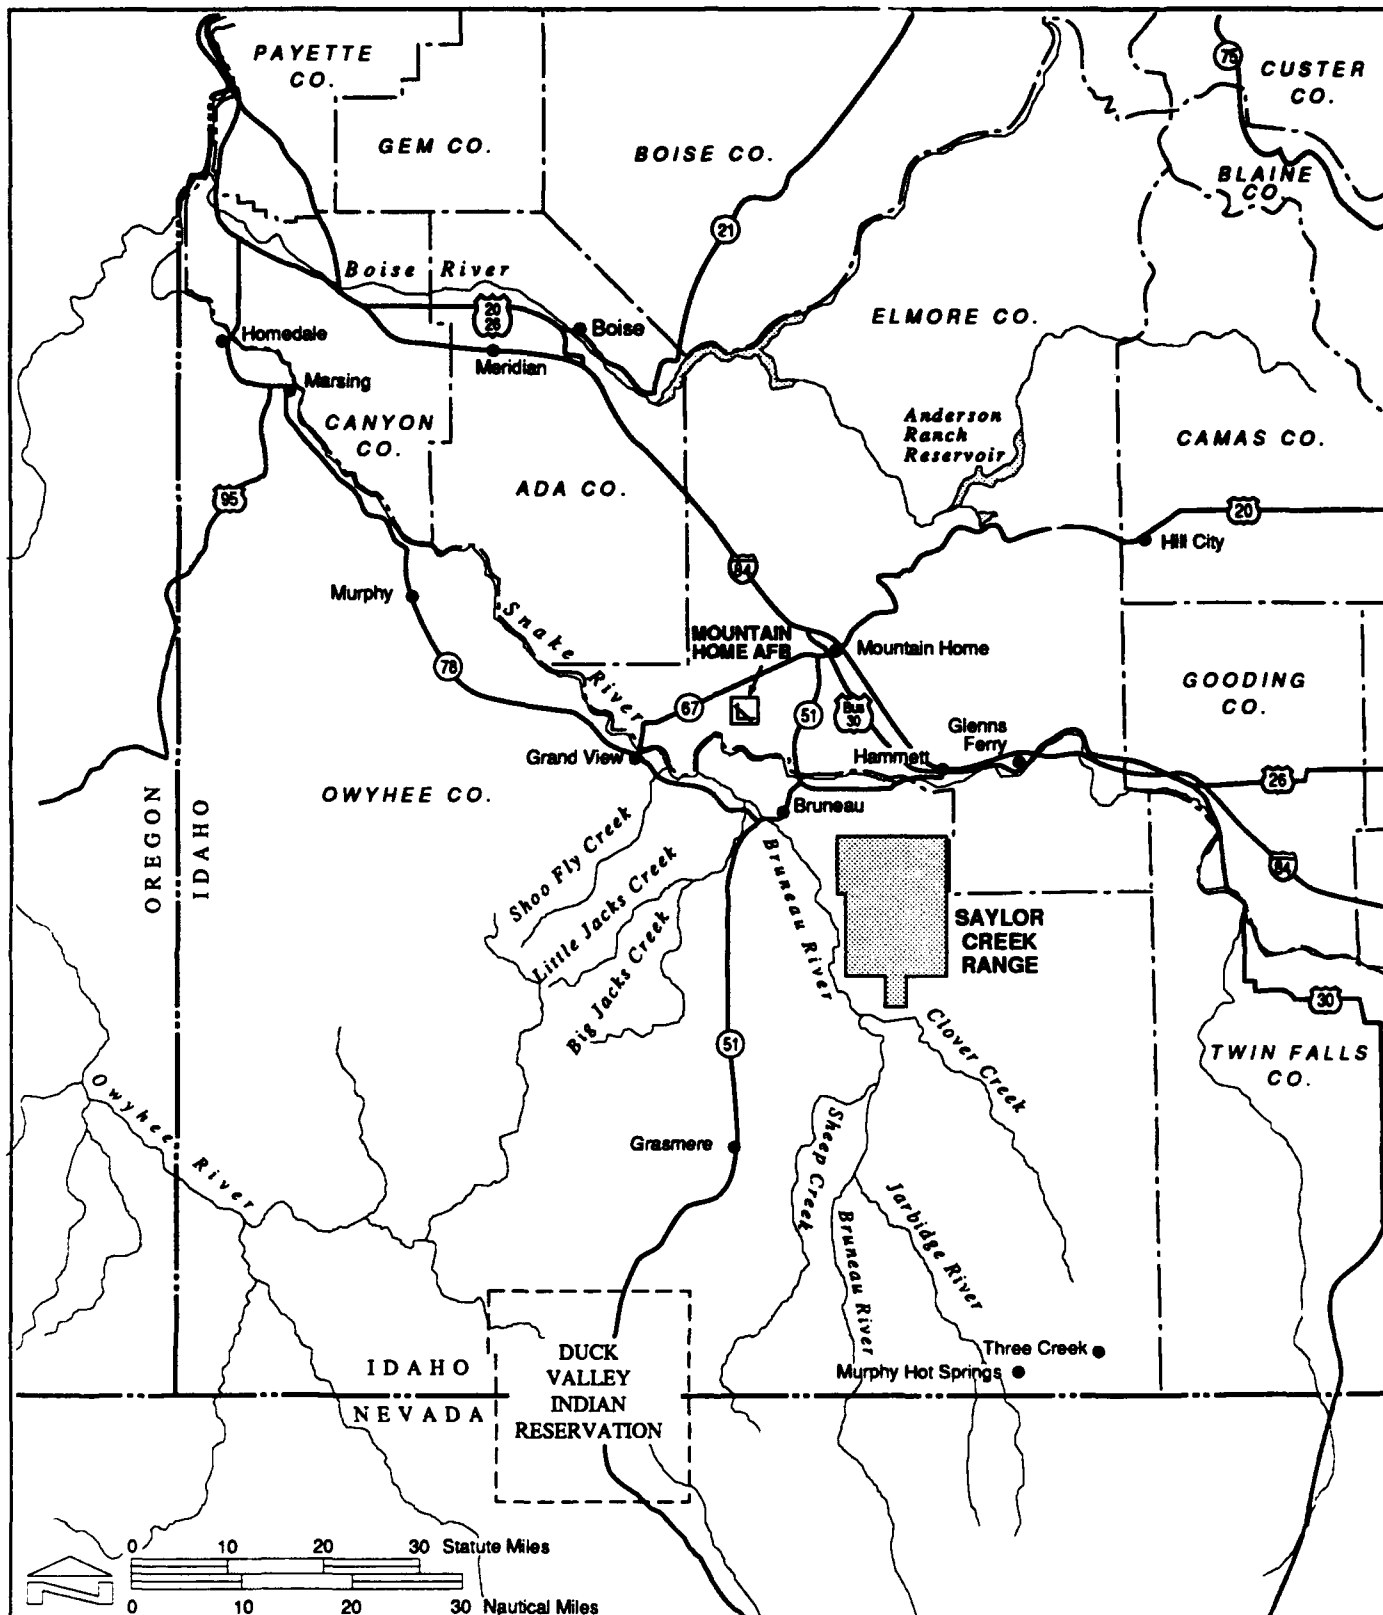 PAYETTE
CO.
75
CUSTER
CO.
GEM CO.
BOISE CO.
BLAINE
CO.
21
Boise River
20
26
Boise
ELMORE CO.
Homedale
Meridian
Marsing
CANYON
CO.
Anderson
Ranch
Reservoir
CAMAS CO.
ADA CO.
95
20
Hill City
84
Murphy
Snake River
MOUNTAIN
HOME AFB
Mountain Home
78
GOODING
CO.
67
51
Bus
30
Glenns
Ferry
Grand View
Hammett
26
OWYHEE CO.
Bruneau
OREGON
IDAHO
Shoo Fly Creek
Little Jacks Creek
Big Jacks Creek
Bruneau River
84
SAYLOR
CREEK
RANGE
30
Clover Creek
51
TWIN FALLS
CO.
Owyhee River
Grasmere
Sheep Creek
Bruneau River
Jarbidge River
Three Creek
Murphy Hot Springs
IDAHO
NEVADA
DUCK
VALLEY
INDIAN
RESERVATION
0 10 20 30 Statute Miles
N
0 10 20 30 Nautical Miles